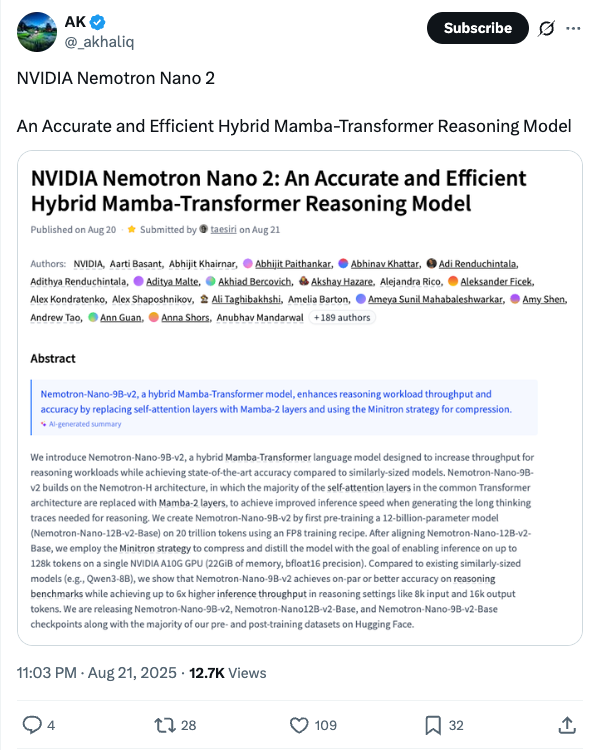 AK
@_akhaliq
Subscribe
NVIDIA Nemotron Nano 2
An Accurate and Efficient Hybrid Mamba-Transformer Reasoning Model
NVIDIA Nemotron Nano 2: An Accurate and Efficient
Hybrid Mamba-Transformer Reasoning Model
Published on Aug 20 · Submitted by taesiri on Aug 21
Authors: NVIDIA, Aarti Basant, Abhijit Khairnar, Abhijit Paithankar, Abhinav Khattar, Adi Renduchintala,
Adithya Renduchintala, Aditya Malte, Akhiad Bercovich, Akshay Hazare, Alejandra Rico, Aleksander Ficek,
Alex Kondratenko, Alex Shaposhnikov, Ali Taghibakhshi, Amelia Barton, Ameya Sunil Mahabaleshwarkar, Amy Shen,
Andrew Tao, Ann Guan, Anna Shors, Anubhav Mandarwal +189 authors
Abstract
Nemotron-Nano-9B-v2, a hybrid Mamba-Transformer model, enhances reasoning workload throughput and
accuracy by replacing self-attention layers with Mamba-2 layers and using the Minitron strategy for compression.
AI-generated summary
We introduce Nemotron-Nano-9B-v2, a hybrid Mamba-Transformer language model designed to increase throughput for
reasoning workloads while achieving state-of-the-art accuracy compared to similarly-sized models. Nemotron-Nano-9B-
v2 builds on the Nemotron-H architecture, in which the majority of the self-attention layers in the common Transformer
architecture are replaced with Mamba-2 layers, to achieve improved inference speed when generating the long thinking
traces needed for reasoning. We create Nemotron-Nano-9B-v2 by first pre-training a 12-billion-parameter model
(Nemotron-Nano-12B-v2-Base) on 20 trillion tokens using an FP8 training recipe. After aligning Nemotron-Nano-12B-v2-
Base, we employ the Minitron strategy to compress and distill the model with the goal of enabling inference on up to
128k tokens on a single NVIDIA A10G GPU (22GiB of memory, bfloat16 precision). Compared to existing similarly-sized
models (e.g., Qwen3-8B), we show that Nemotron-Nano-9B-v2 achieves on-par or better accuracy on reasoning
benchmarks while achieving up to 6x higher inference throughput in reasoning settings like 8k input and 16k output
tokens. We are releasing Nemotron-Nano-9B-v2, Nemotron-Nano12B-v2-Base, and Nemotron-Nano-9B-v2-Base
checkpoints along with the majority of our pre- and post-training datasets on Hugging Face.
11:03 PM · Aug 21, 2025 · 12.7K Views
4 28 109 32